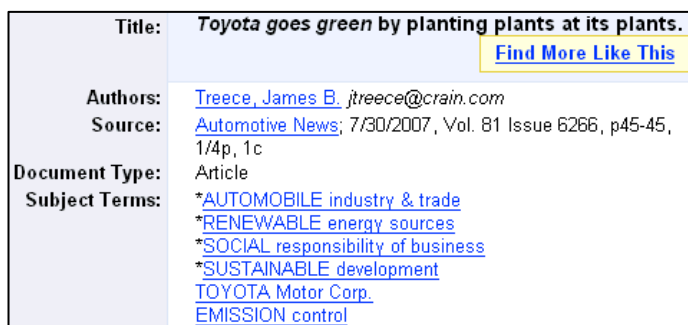 Title: Toyota goes green by planting plants at its plants.
Find More Like This
Authors: Treece, James B. jtreece@crain.com
Source: Automotive News; 7/30/2007, Vol. 81 Issue 6266, p45-45,
1/4p, 1c
Document Type: Article
Subject Terms: *AUTOMOBILE industry & trade
*RENEWABLE energy sources
*SOCIAL responsibility of business
*SUSTAINABLE development
TOYOTA Motor Corp.
EMISSION control